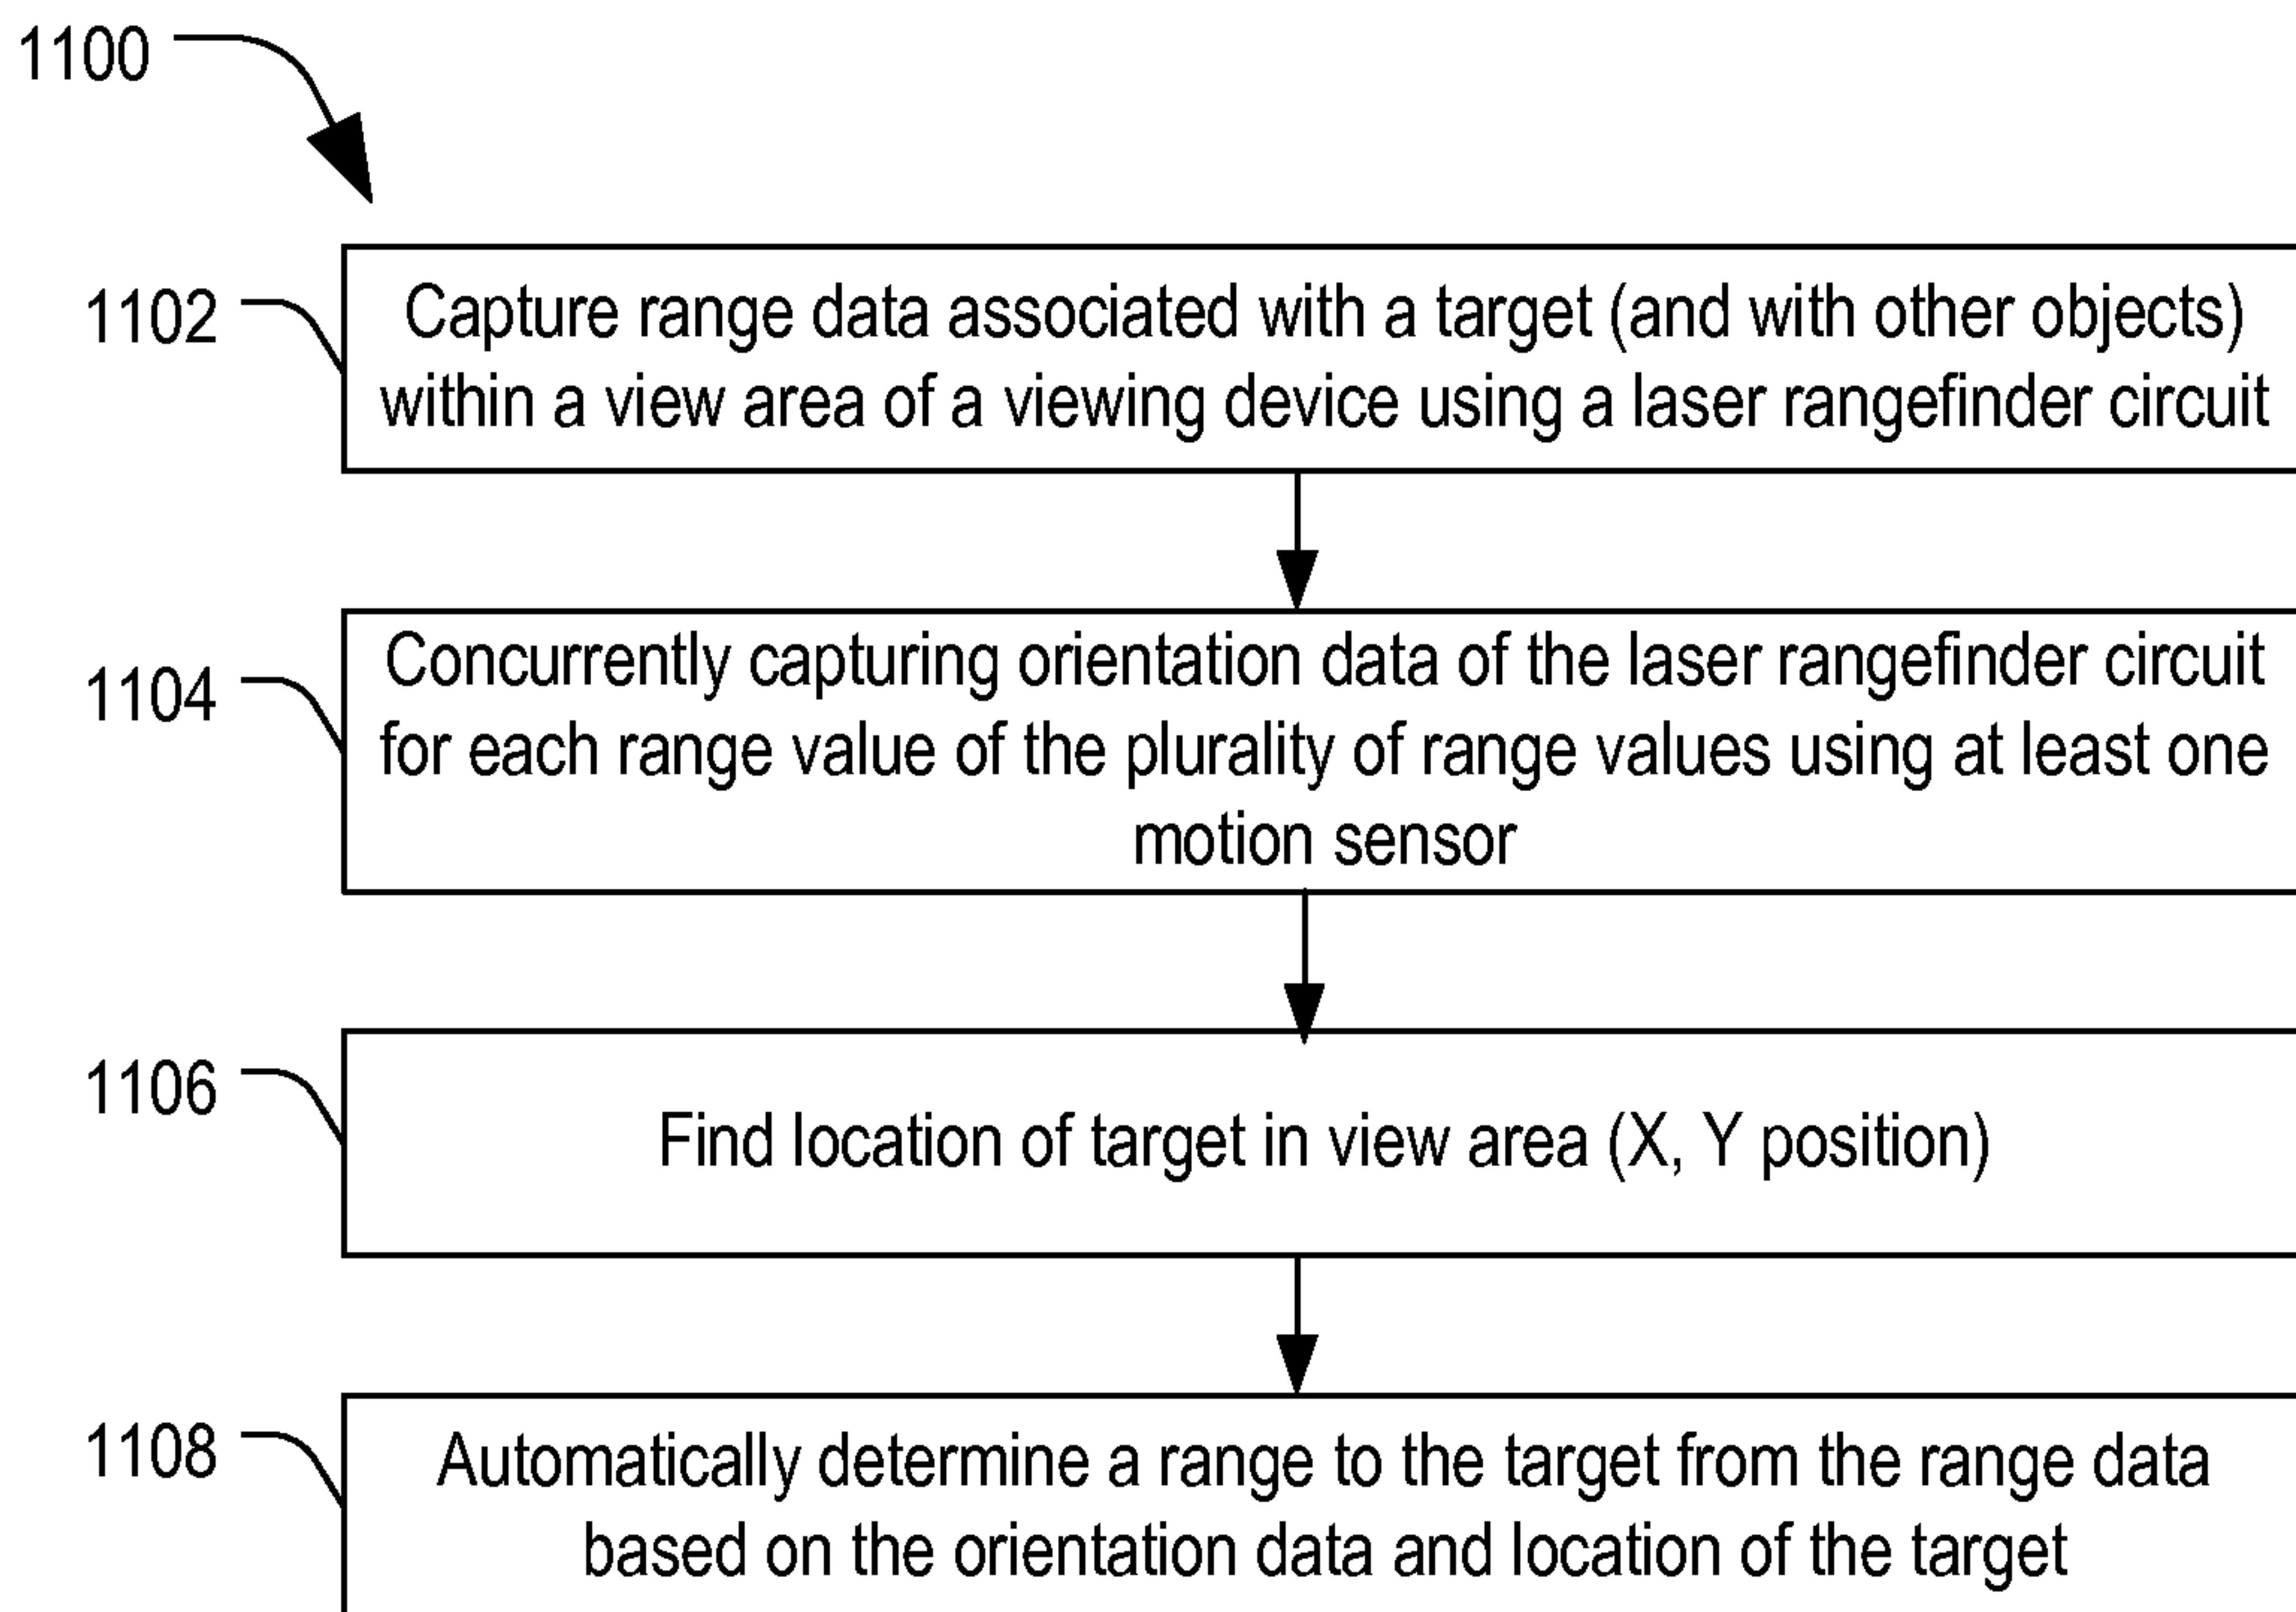 1100
1102
Capture range data associated with a target (and with other objects)
within a view area of a viewing device using a laser rangefinder circuit
1104
Concurrently capturing orientation data of the laser rangefinder circuit
for each range value of the plurality of range values using at least one
motion sensor
1106
Find location of target in view area (X, Y position)
1108
Automatically determine a range to the target from the range data
based on the orientation data and location of the target